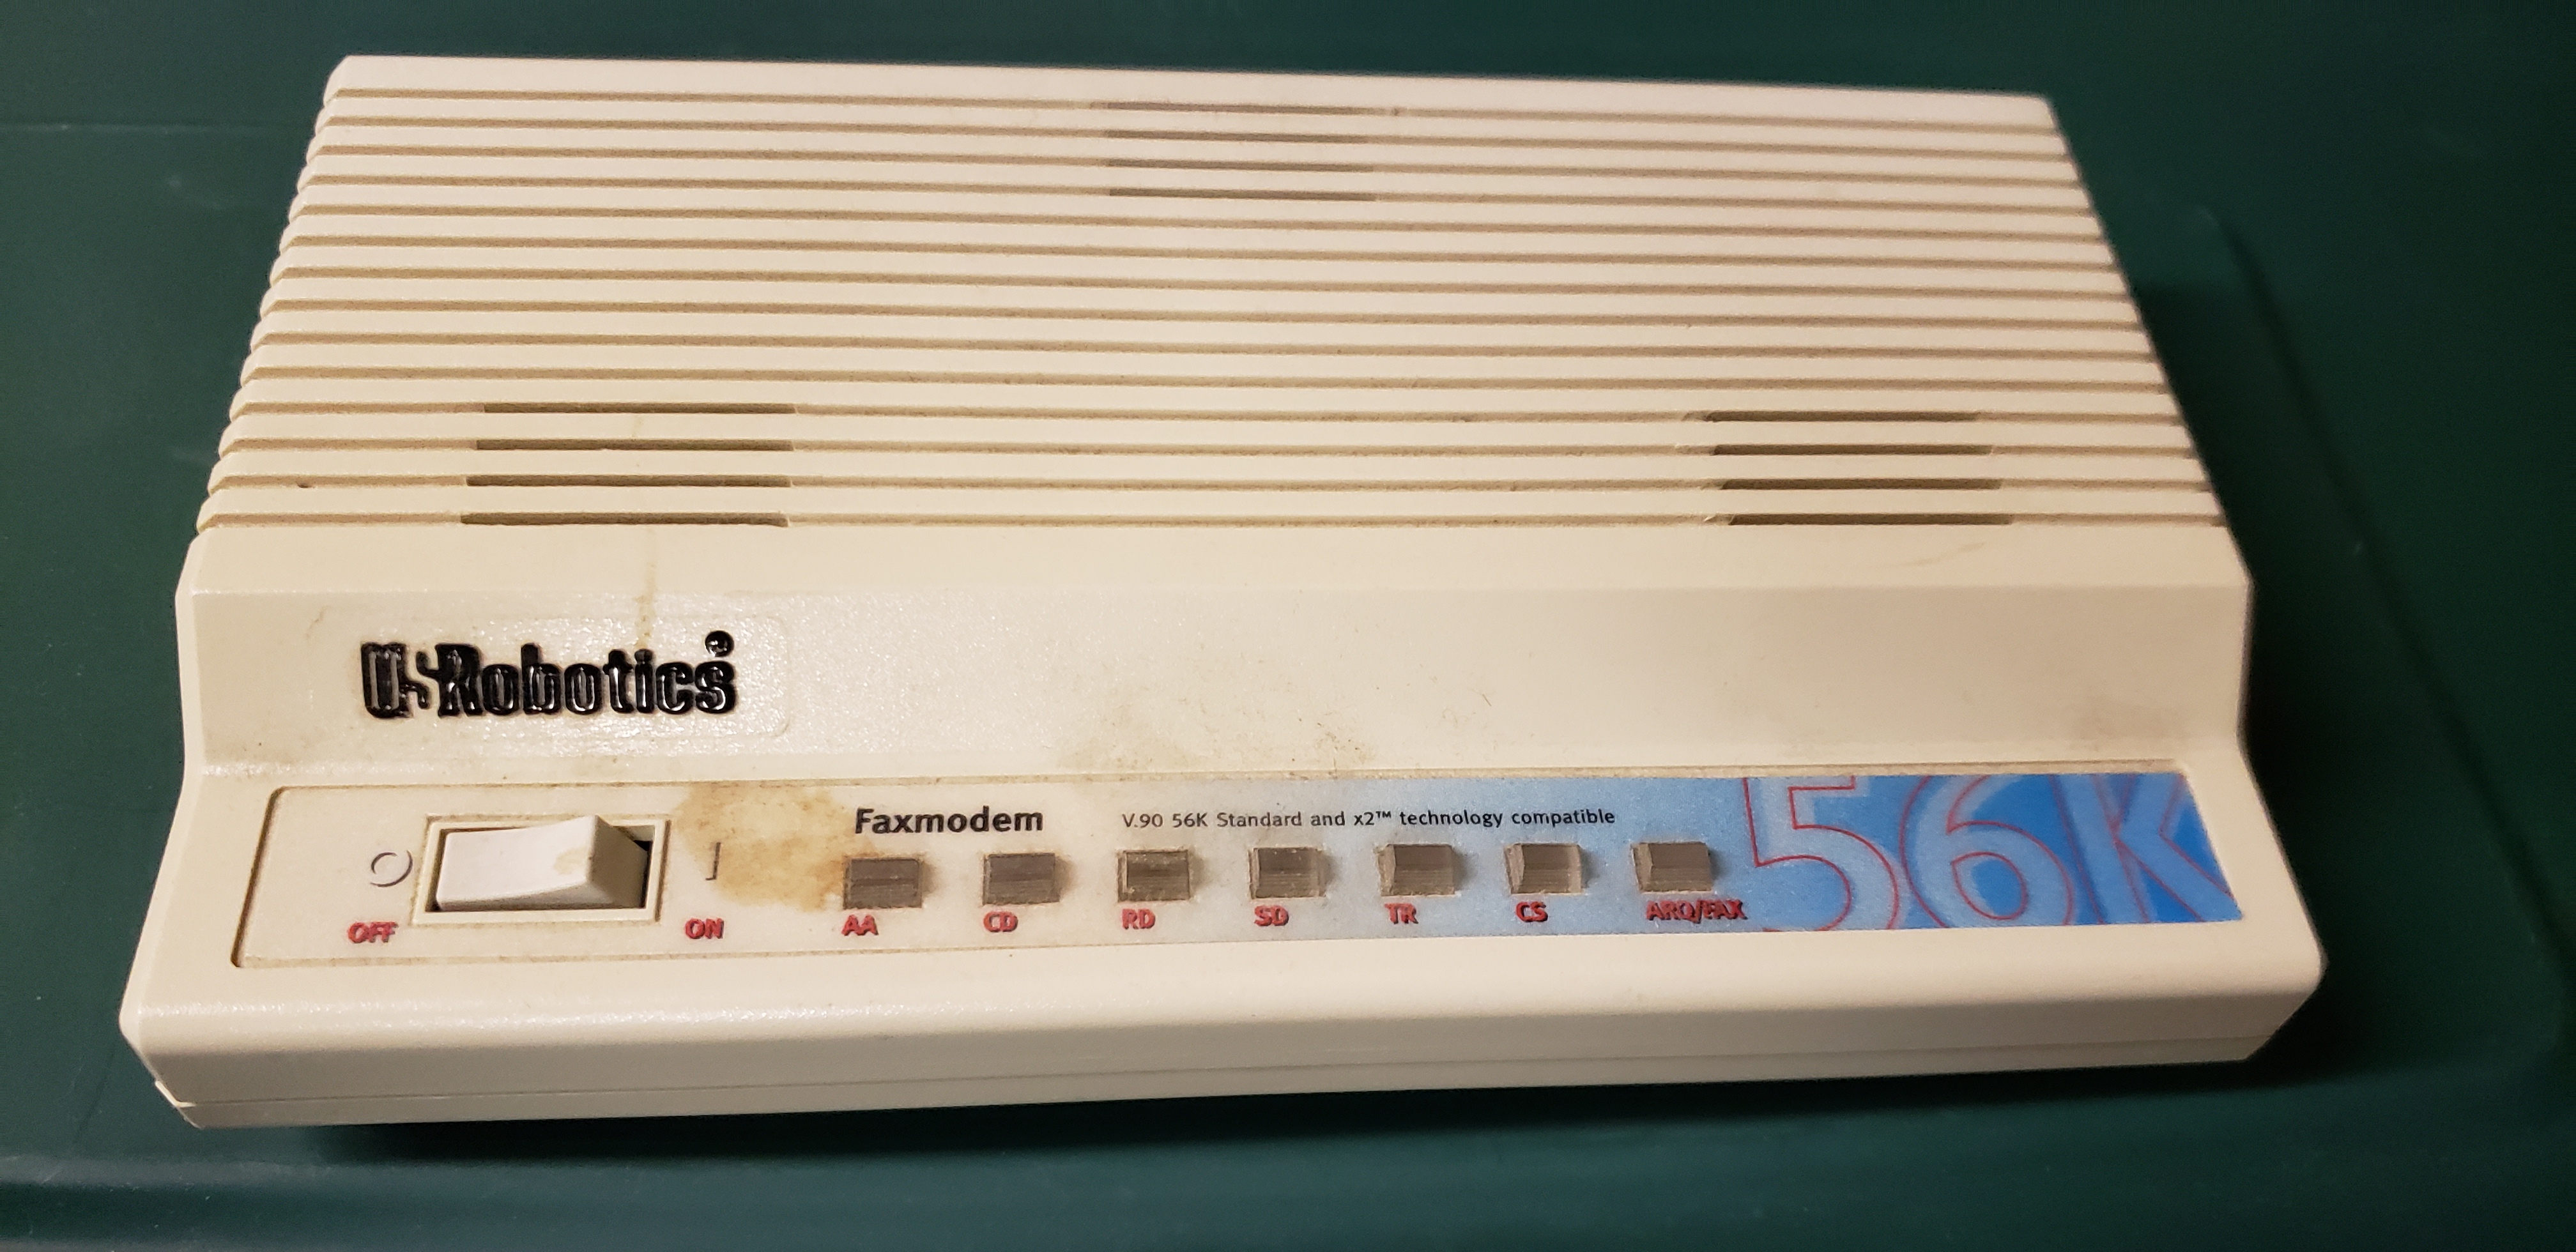 USRobotics
Faxmodem V.90 56K Standard and x2™ technology compatible
56K
OFF ON AA CD RD SD TR CS ARQ/FAX